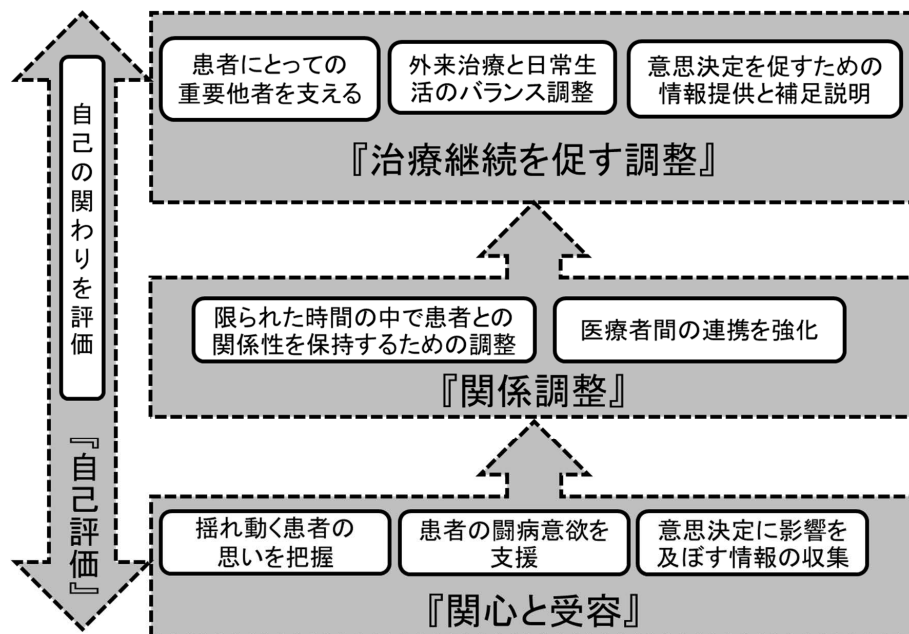 患者にとっての
重要他者を支える
外来治療と日常生
活のバランス調整
意思決定を促すための
情報提供と補足説明
『治療継続を促す調整』
限られた時間の中で患者との
関係性を保持するための調整
医療者間の連携を強化
『関係調整』
揺れ動く患者の
思いを把握
患者の闘病意欲を
支援
意思決定に影響を
及ぼす情報の収集
『関心と受容』
自己の関わりを評価
『自己評価』